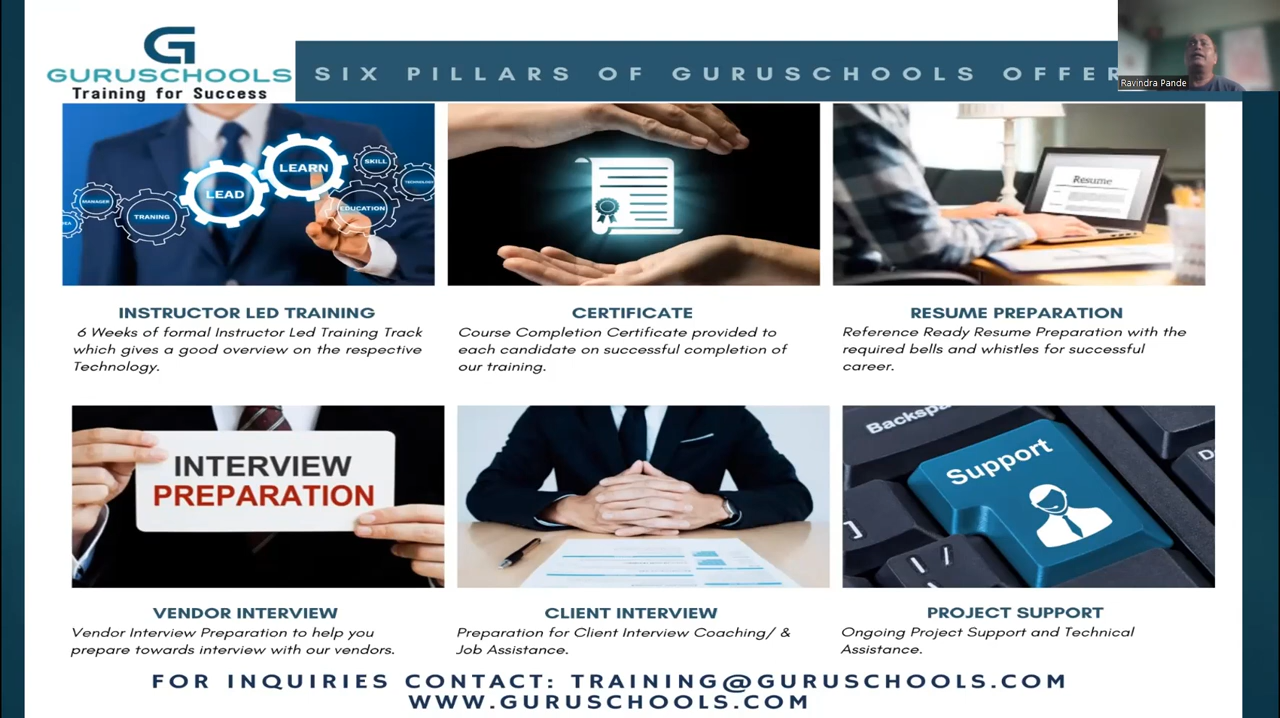 G
GURUSCHOOLS
Training for Success
SIX PILLARS OF GURUSCHOOLS OFFER
Ravindra Pande
MANAGER
TRANING
LEAD
LEARN
SKILL
TECHNOLOGY
EDUCATION
Resume
INSTRUCTOR LED TRAINING
6 Weeks of formal Instructor Led Training Track
which gives a good overview on the respective
Technology.
CERTIFICATE
Course Completion Certificate provided to
each candidate on successful completion of
our training.
RESUME PREPARATION
Reference Ready Resume Preparation with the
required bells and whistles for successful
career.
INTERVIEW
PREPARATION
Backspa
Support
VENDOR INTERVIEW
Vendor Interview Preparation to help you
prepare towards interview with our vendors.
CLIENT INTERVIEW
Preparation for Client Interview Coaching/ &
Job Assistance.
PROJECT SUPPORT
Ongoing Project Support and Technical
Assistance.
FOR INQUIRIES CONTACT: TRAINING@GURUSCHOOLS.COM
WWW.GURUSCHOOLS.COM